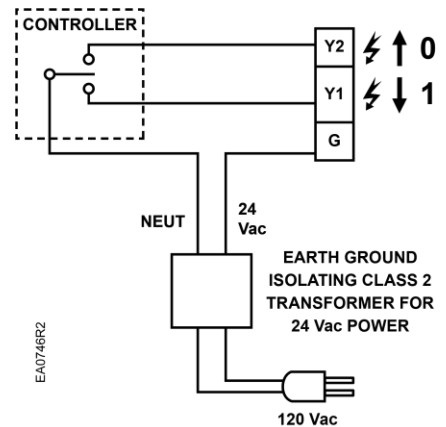 CONTROLLER
Y2
0
Y1
1
G
NEUT
24
Vac
EARTH GROUND
ISOLATING CLASS 2
TRANSFORMER FOR
24 Vac POWER
EA0746R2
120 Vac